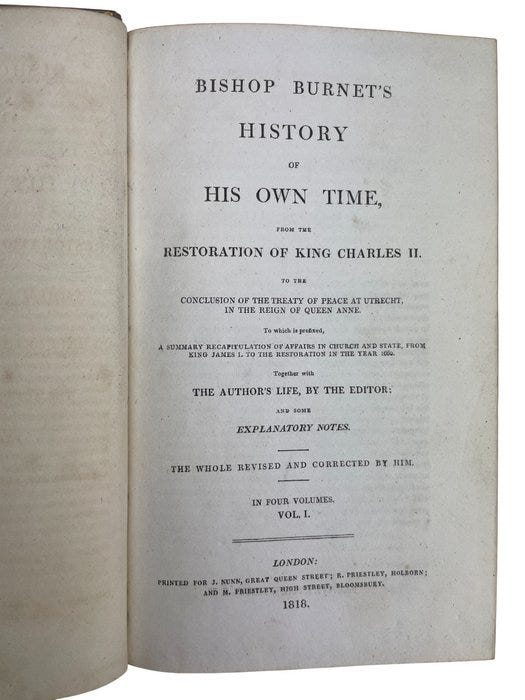 BISHOP BURNET'S
HISTORY
OF
HIS OWN TIME,
FROM THE
RESTORATION OF KING CHARLES II.
TO THE
CONCLUSION OF THE TREATY OF PEACE AT UTRECHT,
IN THE REIGN OF QUEEN ANNE.
To which is prefixed,
A SUMMARY RECAPITULATION OF AFFAIRS IN CHURCH AND STATE, FROM
KING JAMES I. TO THE RESTORATION IN THE YEAR 1660.
Together with
THE AUTHOR'S LIFE, BY THE EDITOR:
AND SOME
EXPLANATORY NOTES.
THE WHOLE REVISED AND CORRECTED BY HIM.
IN FOUR VOLUMES.
VOL. I.
LONDON:
PRINTED FOR J. NUNN, GREAT QUEEN STREET; R. PRIESTLEY, HOLBORN;
AND M. PRIESTLEY, HIGH STREET, BLOOMSBURY.
1818.